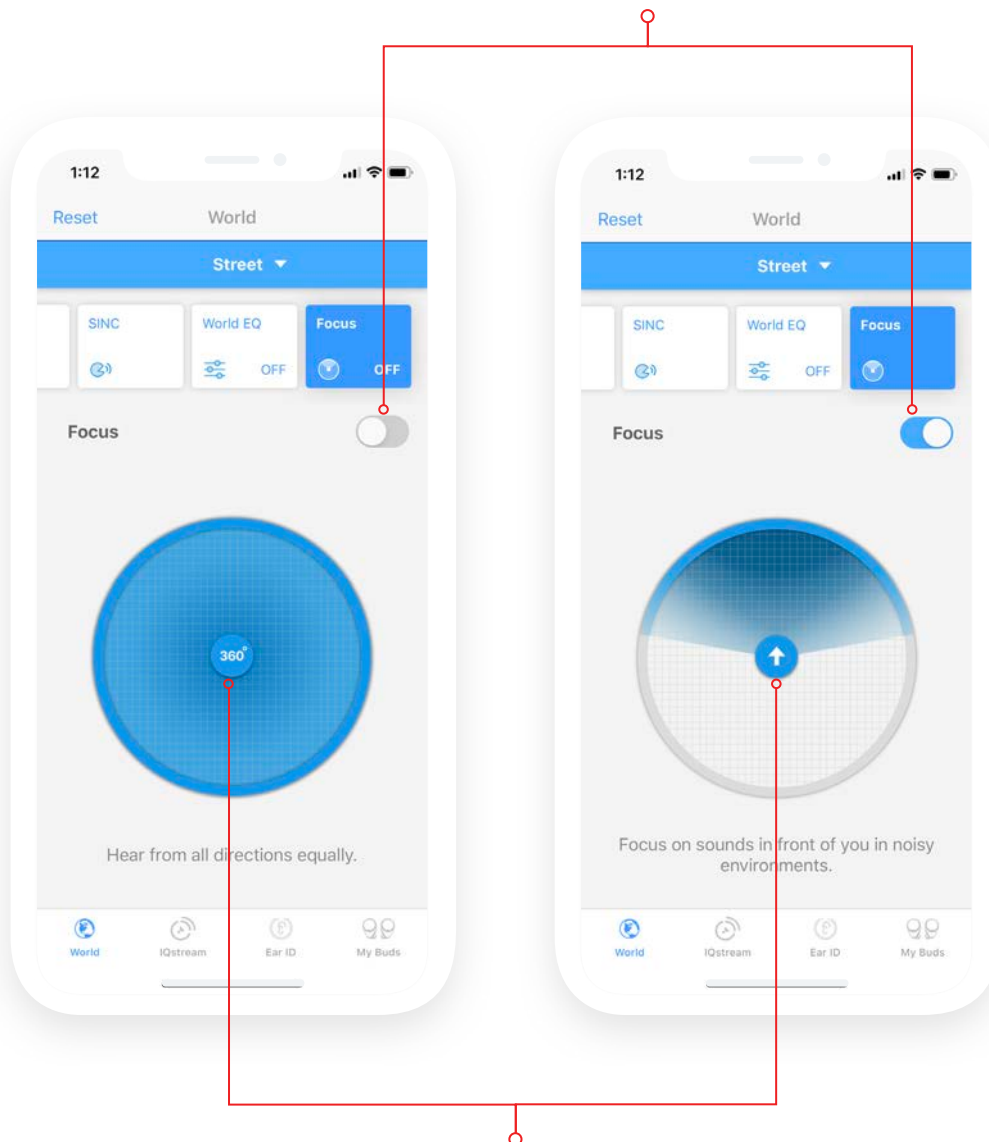 1:12
Reset World
Street
SINC World EQ Focus
OFF OFF
Focus
360°
Hear from all directions equally.
World IQstream Ear ID My Buds
1:12
Reset World
Street
SINC World EQ Focus
OFF
Focus
Focus on sounds in front of you in noisy
environments.
World IQstream Ear ID My Buds